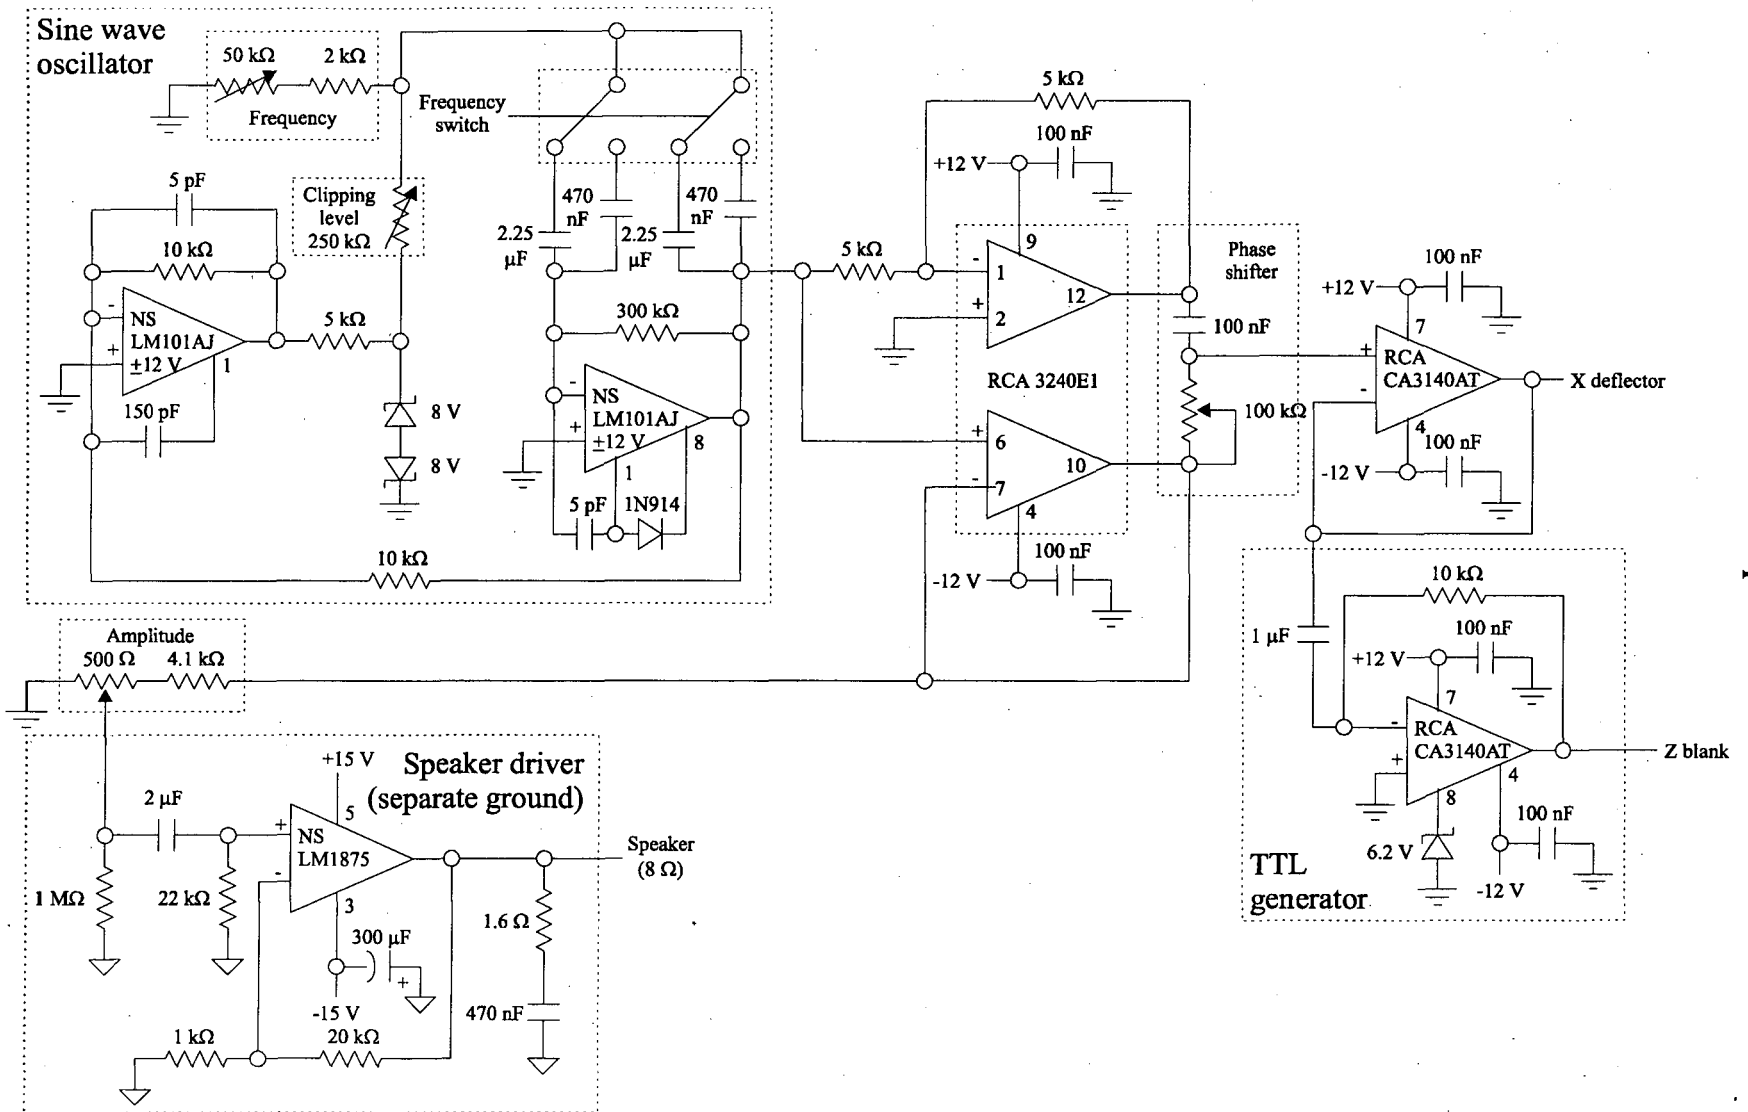 Sine wave
oscillator
50 kΩ
2 kΩ
Frequency
Frequency
switch
5 pF
Clipping
level
250 kΩ
10 kΩ
-
NS
LM101AJ
+
±12 V
1
150 pF
5 kΩ
8 V
8 V
10 kΩ
470
nF
470
nF
2.25
μF
2.25
μF
300 kΩ
-
NS
LM101AJ
+
±12 V
8
1
5 pF
1N914
5 kΩ
5 kΩ
100 nF
+12 V
9
-
1
+
2
12
RCA 3240E1
+
6
-
7
10
4
100 nF
-12 V
Phase
shifter
100 nF
100 kΩ
100 nF
+12 V
7
+
RCA
CA3140AT
-
4
100 nF
-12 V
X deflector
10 kΩ
1 μF
100 nF
+12 V
7
-
RCA
CA3140AT
+
4
8
100 nF
6.2 V
-12 V
Z blank
TTL
generator
Amplitude
500 Ω
4.1 kΩ
+15 V
Speaker driver
(separate ground)
2 μF
5
+
NS
LM1875
-
3
1 MΩ
22 kΩ
300 μF
+
-15 V
1 kΩ
20 kΩ
Speaker
(8 Ω)
1.6 Ω
470 nF